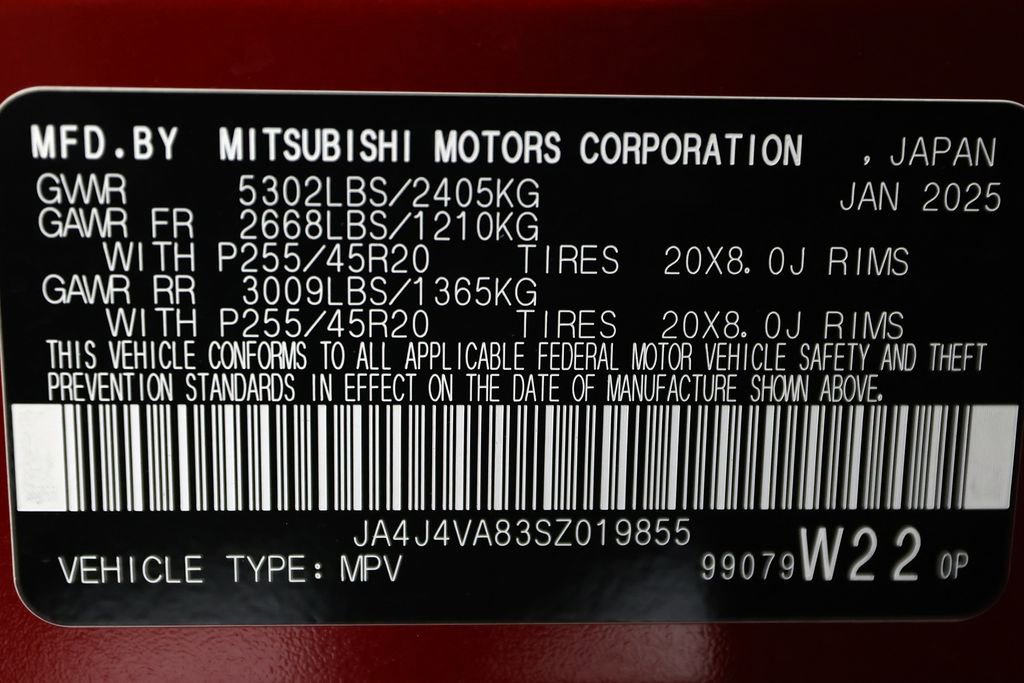 MFD.BY MITSUBISHI MOTORS CORPORATION , JAPAN
GVWR 5302LBS/2405KG JAN 2025
GAWR FR 2668LBS/1210KG
WITH P255/45R20 TIRES 20X8.0J RIMS
GAWR RR 3009LBS/1365KG
WITH P255/45R20 TIRES 20X8.0J RIMS
THIS VEHICLE CONFORMS TO ALL APPLICABLE FEDERAL MOTOR VEHICLE SAFETY AND THEFT
PREVENTION STANDARDS IN EFFECT ON THE DATE OF MANUFACTURE SHOWN ABOVE.
JA4J4VA83SZ019855
VEHICLE TYPE: MPV 99079 W22 0P